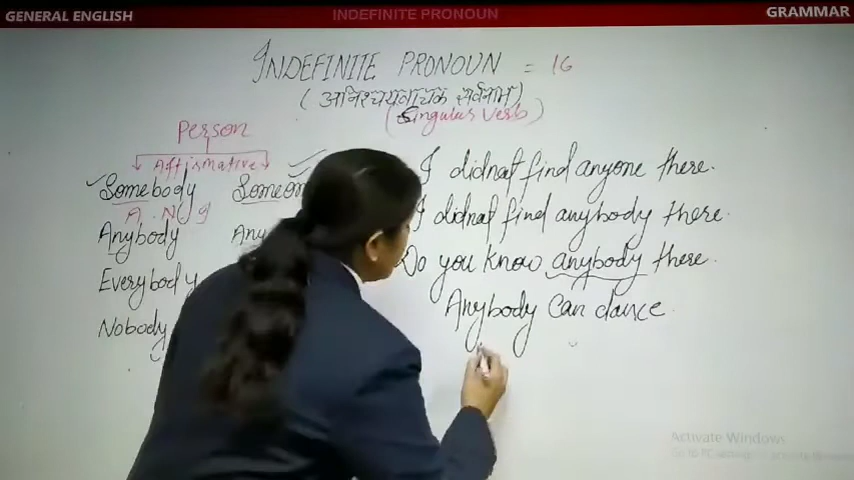 GENERAL ENGLISH
INDEFINITE PRONOUN
GRAMMAR
INDEFINITE PRONOUN = 16
(अनिश्चयवाचक सर्वनाम)
(Singular Verb)
Person
Affirmative
Somebody
A. N I
Anybody
Everybody
Nobody
I didnot find anyone there.
I didnot find anybody there.
Do you know anybody there.
Anybody can dance.
Activate Windows